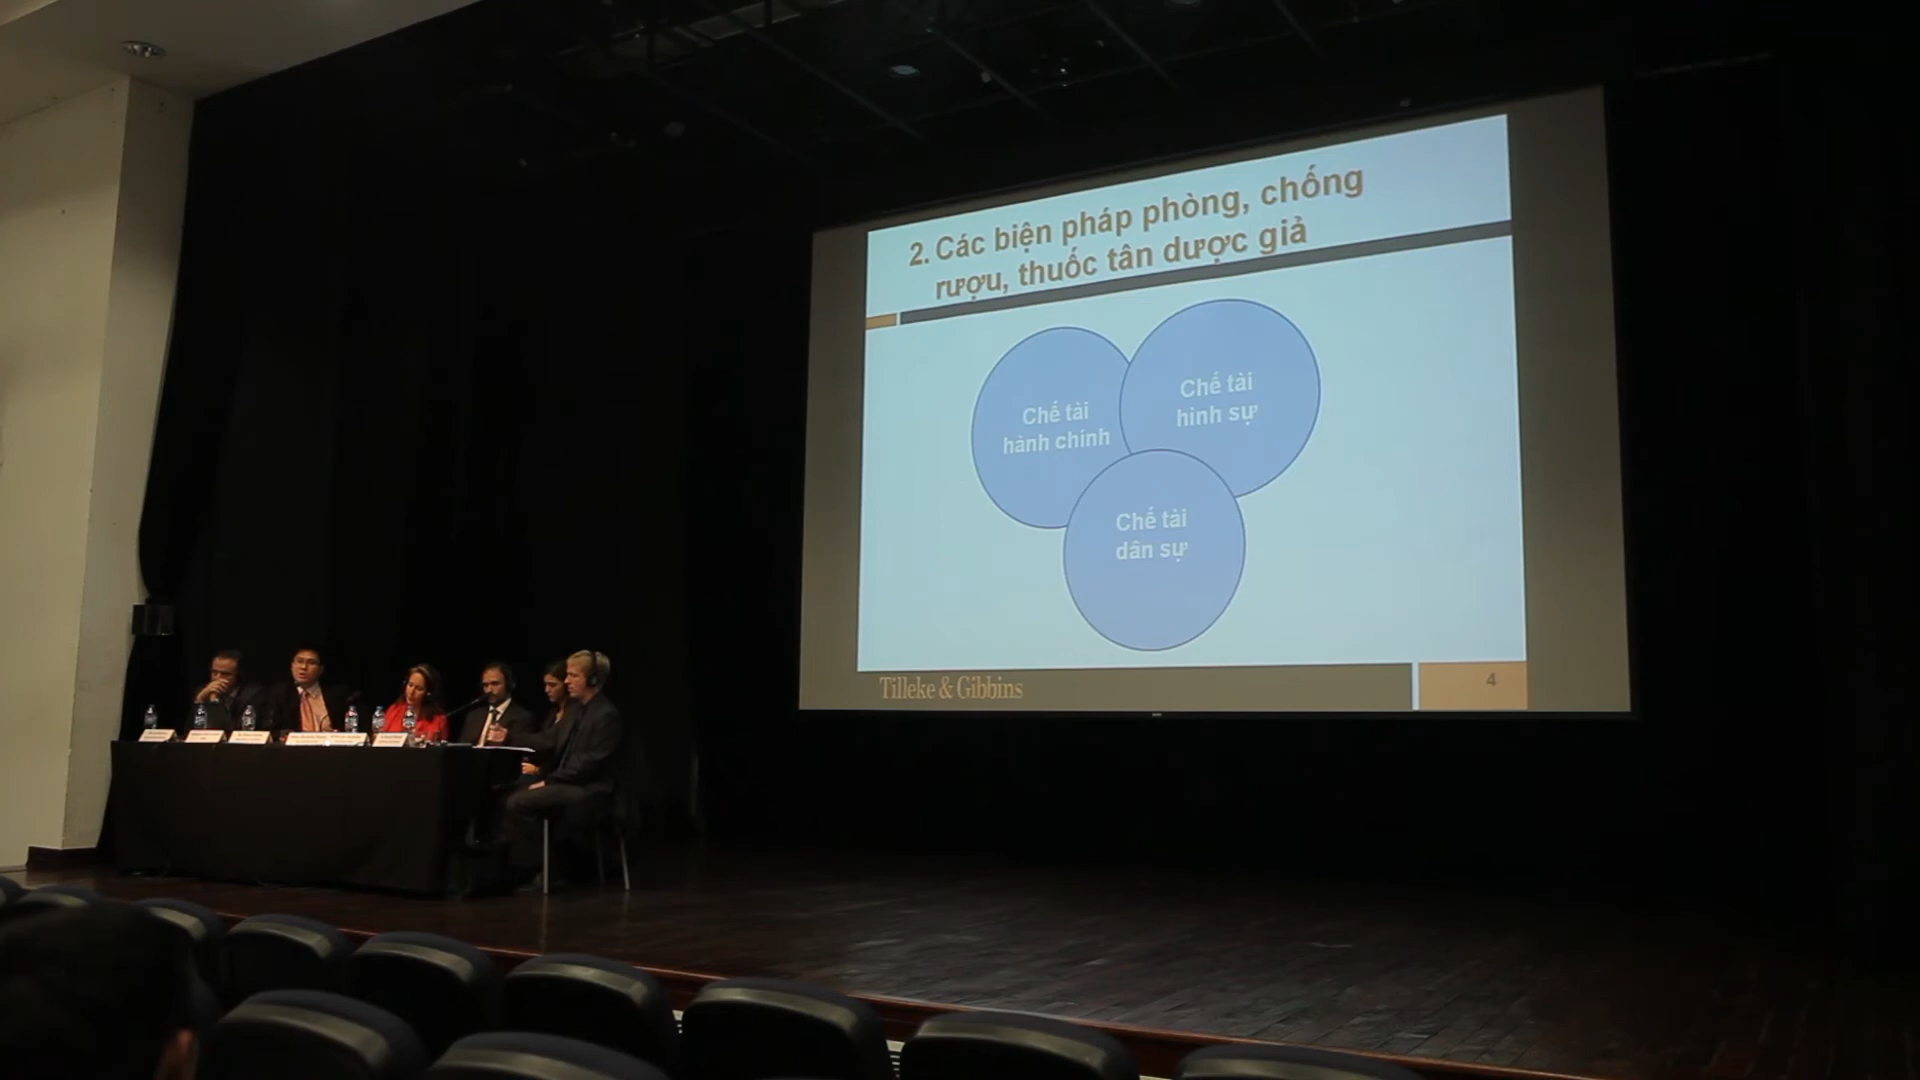 2. Các biện pháp phòng, chống
rượu, thuốc tân dược giả
Chế tài
hành chính
Chế tài
hình sự
Chế tài
dân sự
Tilleke & Gibbins
4